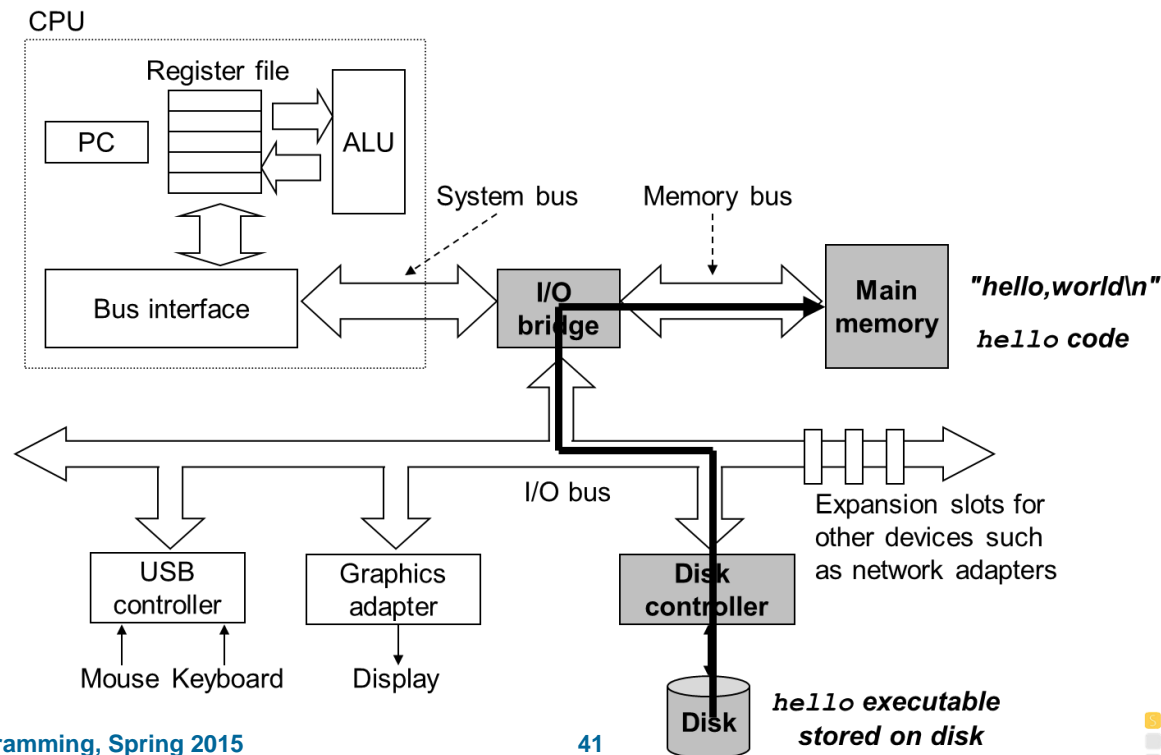 CPU
Register file
PC
ALU
System bus
Memory bus
Bus interface
I/O
bridge
Main
memory
"hello,world\n"
hello code
I/O bus
Expansion slots for
other devices such
as network adapters
USB
controller
Graphics
adapter
Disk
controller
Mouse Keyboard
Display
Disk
hello executable
stored on disk
ramming, Spring 2015
41